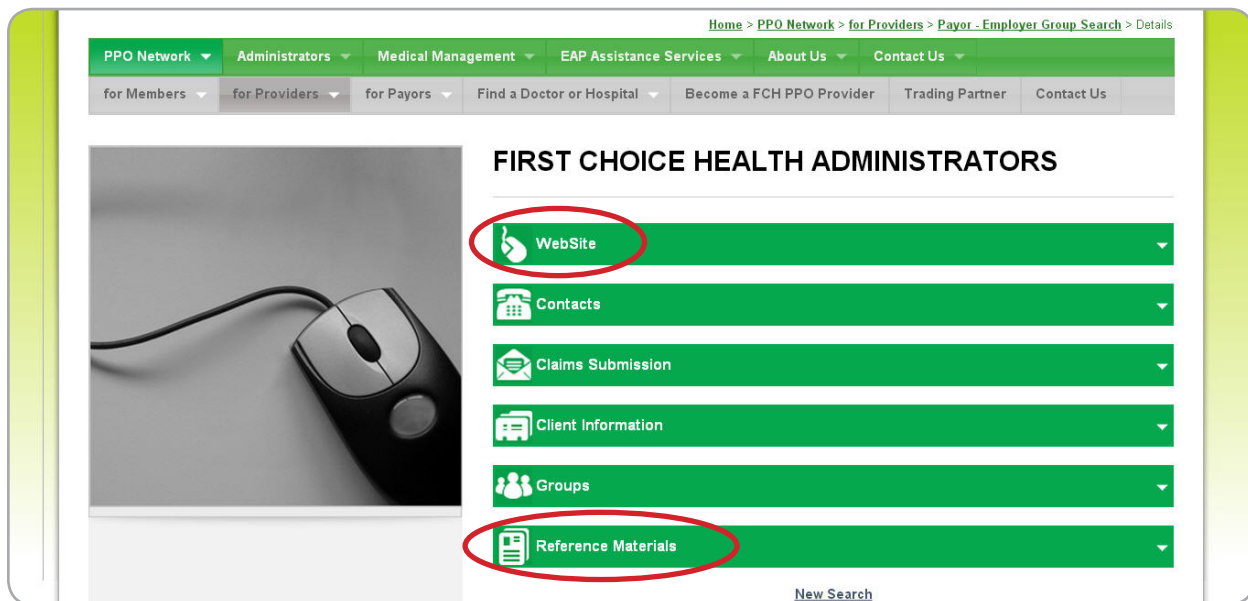 Home > PPO Network > for Providers > Payor - Employer Group Search > Details
PPO Network Administrators Medical Management EAP Assistance Services About Us Contact Us
for Members for Providers for Payors Find a Doctor or Hospital Become a FCH PPO Provider Trading Partner Contact Us
FIRST CHOICE HEALTH ADMINISTRATORS
WebSite
Contacts
Claims Submission
Client Information
Groups
Reference Materials
New Search